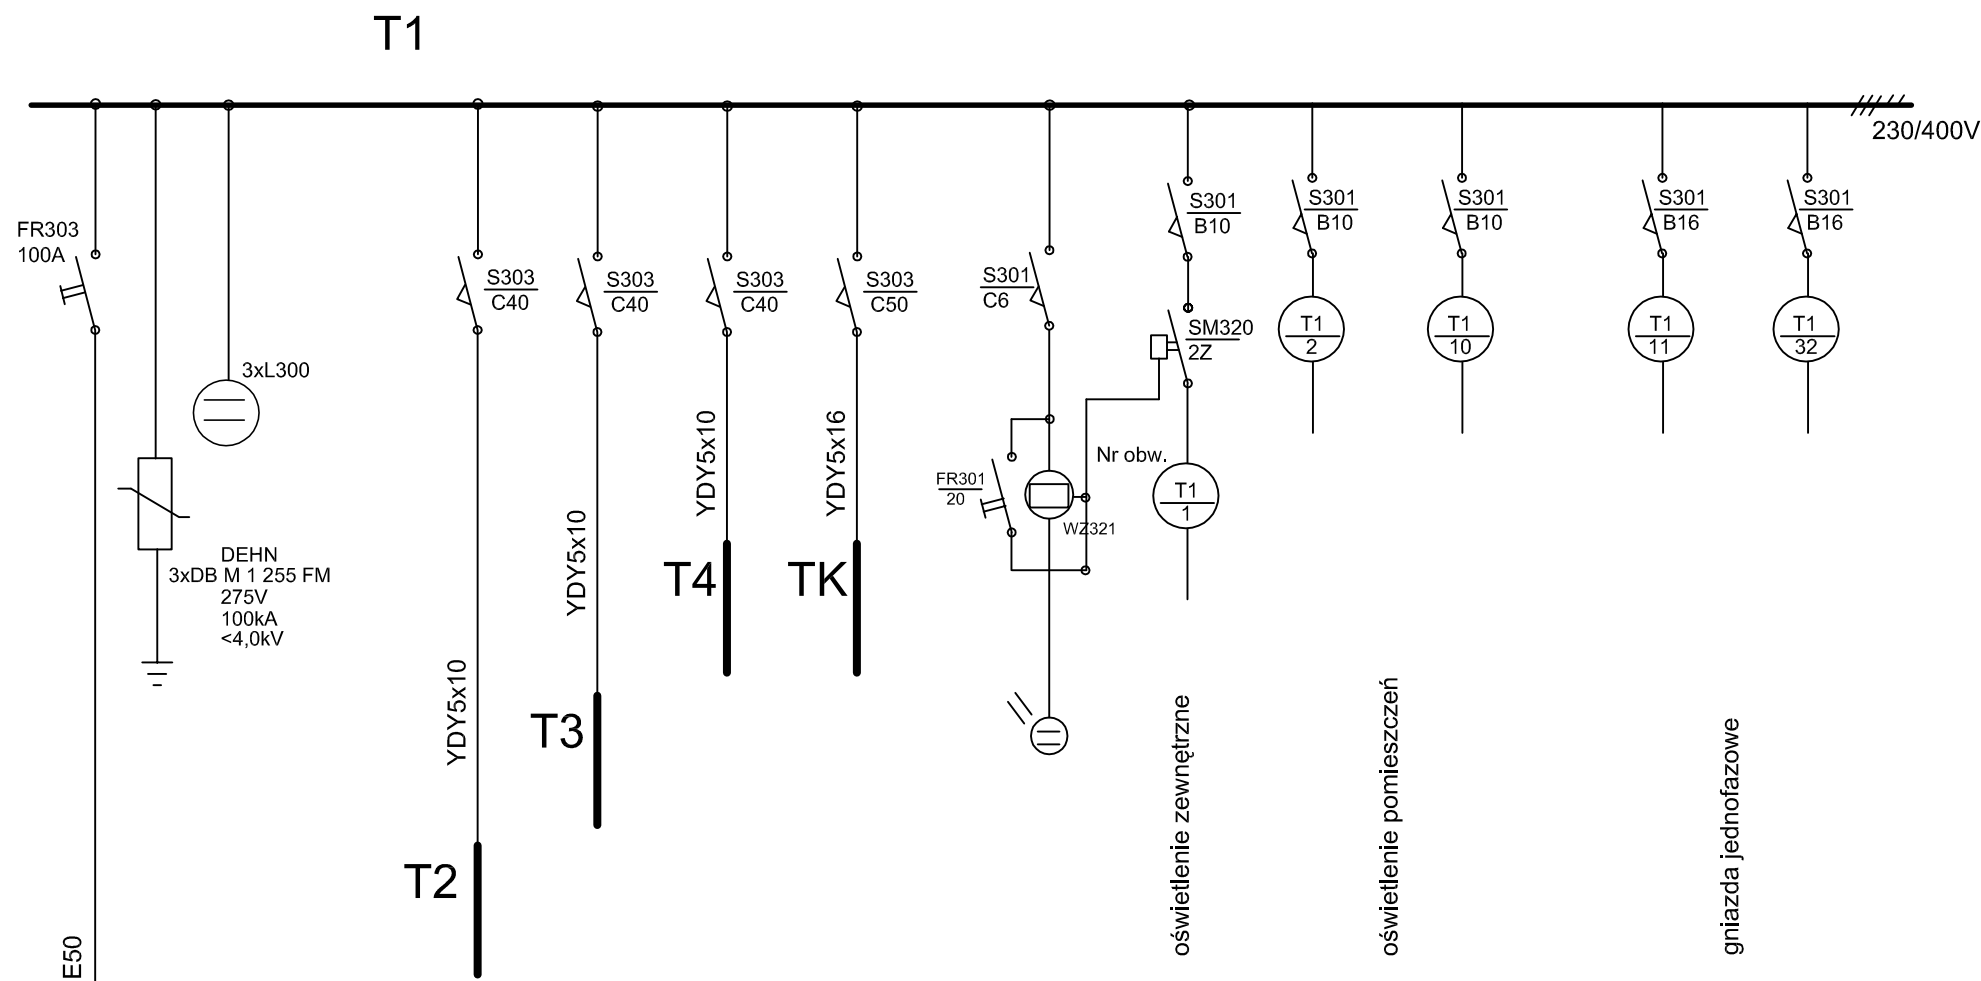 T1
230/400V
FR303
100A
3xL300
DEHN
3xDB M 1 255 FM
275V
100kA
<4,0kV
E50
S303
C40
YDY5x10
T2
S303
C40
YDY5x10
T3
S303
C40
YDY5x10
T4
S303
C50
YDY5x16
TK
S301
C6
FR301
20
WZ321
S301
B10
SM320
2Z
Nr obw.
T1
1
oświetlenie zewnętrzne
S301
B10
T1
2
S301
B10
T1
10
oświetlenie pomieszczeń
S301
B16
T1
11
S301
B16
T1
32
gniazda jednofazowe